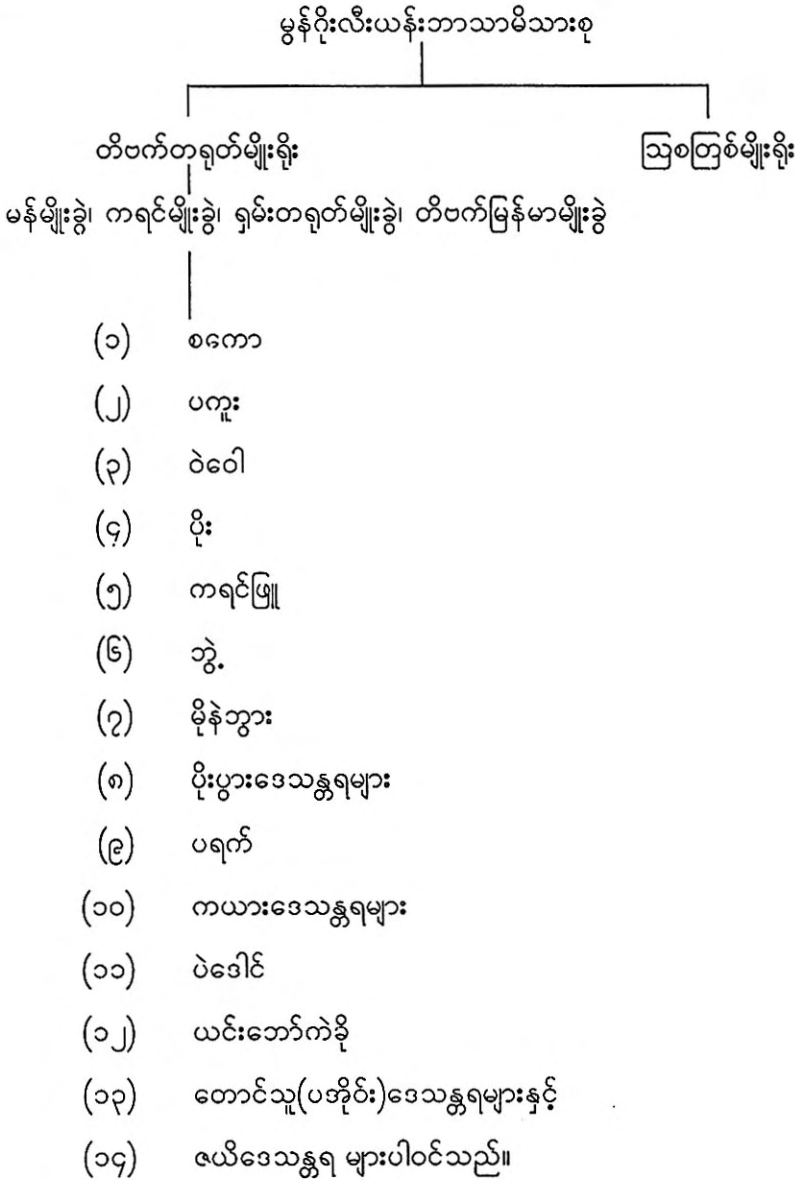 မွန်ဂိုးလီးယန်းဘာသာမိသားစု
တိဗက်တရုတ်မျိုးရိုး ဩစတြစ်မျိုးရိုး
မန်မျိုးခွဲ၊ ကရင်မျိုးခွဲ၊ ရှမ်းတရုတ်မျိုးခွဲ၊ တိဗက်မြန်မာမျိုးခွဲ
(၁) စကော
(၂) ပကူး
(၃) ဝဲဝေါ
(၄) ပိုး
(၅) ကရင်ဖြူ
(၆) ဘွဲ့
(၇) မိုနဲဘွား
(၈) ပိုးပွားဒေသန္တရများ
(၉) ပရက်
(၁၀) ကယားဒေသန္တရများ
(၁၁) ပဲဒေါင်
(၁၂) ယင်းဘော်ကဲခို
(၁၃) တောင်သူ(ပအိုဝ်း)ဒေသန္တရများနှင့်
(၁၄) ဇယိဒေသန္တရ များပါဝင်သည်။